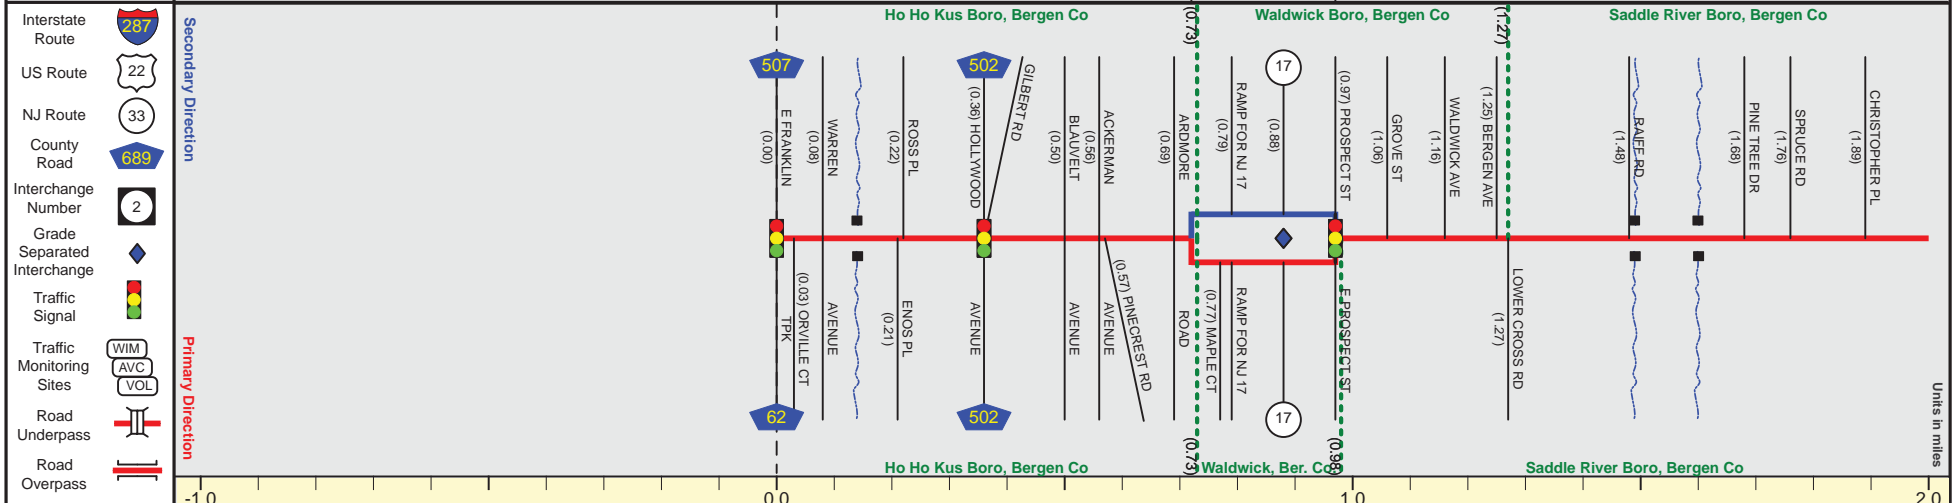 Interstate
Route
287
US Route
22
NJ Route
33
County
Road
689
Interchange
Number
2
Grade
Separated
Interchange
Traffic
Signal
Traffic
Monitoring
Sites
WIM
AVC
VOL
Road
Underpass
Road
Overpass
Secondary Direction
Primary Direction
Ho Ho Kus Boro, Bergen Co
(0.73)
Waldwick Boro, Bergen Co
(1.27)
Saddle River Boro, Bergen Co
507
E FRANKLIN
(0.00)
WARREN
(0.08)
ROSS PL
(0.22)
502
(0.36) HOLLYWOOD
GILBERT RD
BLAUVELT
(0.50)
ACKERMAN
(0.56)
ARDMORE
(0.69)
RAMP FOR NJ 17
(0.79)
17
(0.88)
(0.97) PROSPECT ST
GROVE ST
(1.06)
WALDWICK AVE
(1.16)
(1.25) BERGEN AVE
RAIFF RD
(1.48)
PINE TREE DR
(1.68)
SPRUCE RD
(1.76)
CHRISTOPHER PL
(1.89)
TPK
62
(0.03) ORVILLE CT
AVENUE
ENOS PL
(0.21)
AVENUE
502
AVENUE
AVENUE
(0.57) PINECREST RD
ROAD
(0.77) MAPLE CT
RAMP FOR NJ 17
17
E PROSPECT ST
LOWER CROSS RD
(1.27)
Units in miles
Ho Ho Kus Boro, Bergen Co
(0.73)
Waldwick, Ber. Co
(0.98)
Saddle River Boro, Bergen Co
-1.0
0.0
1.0
2.0